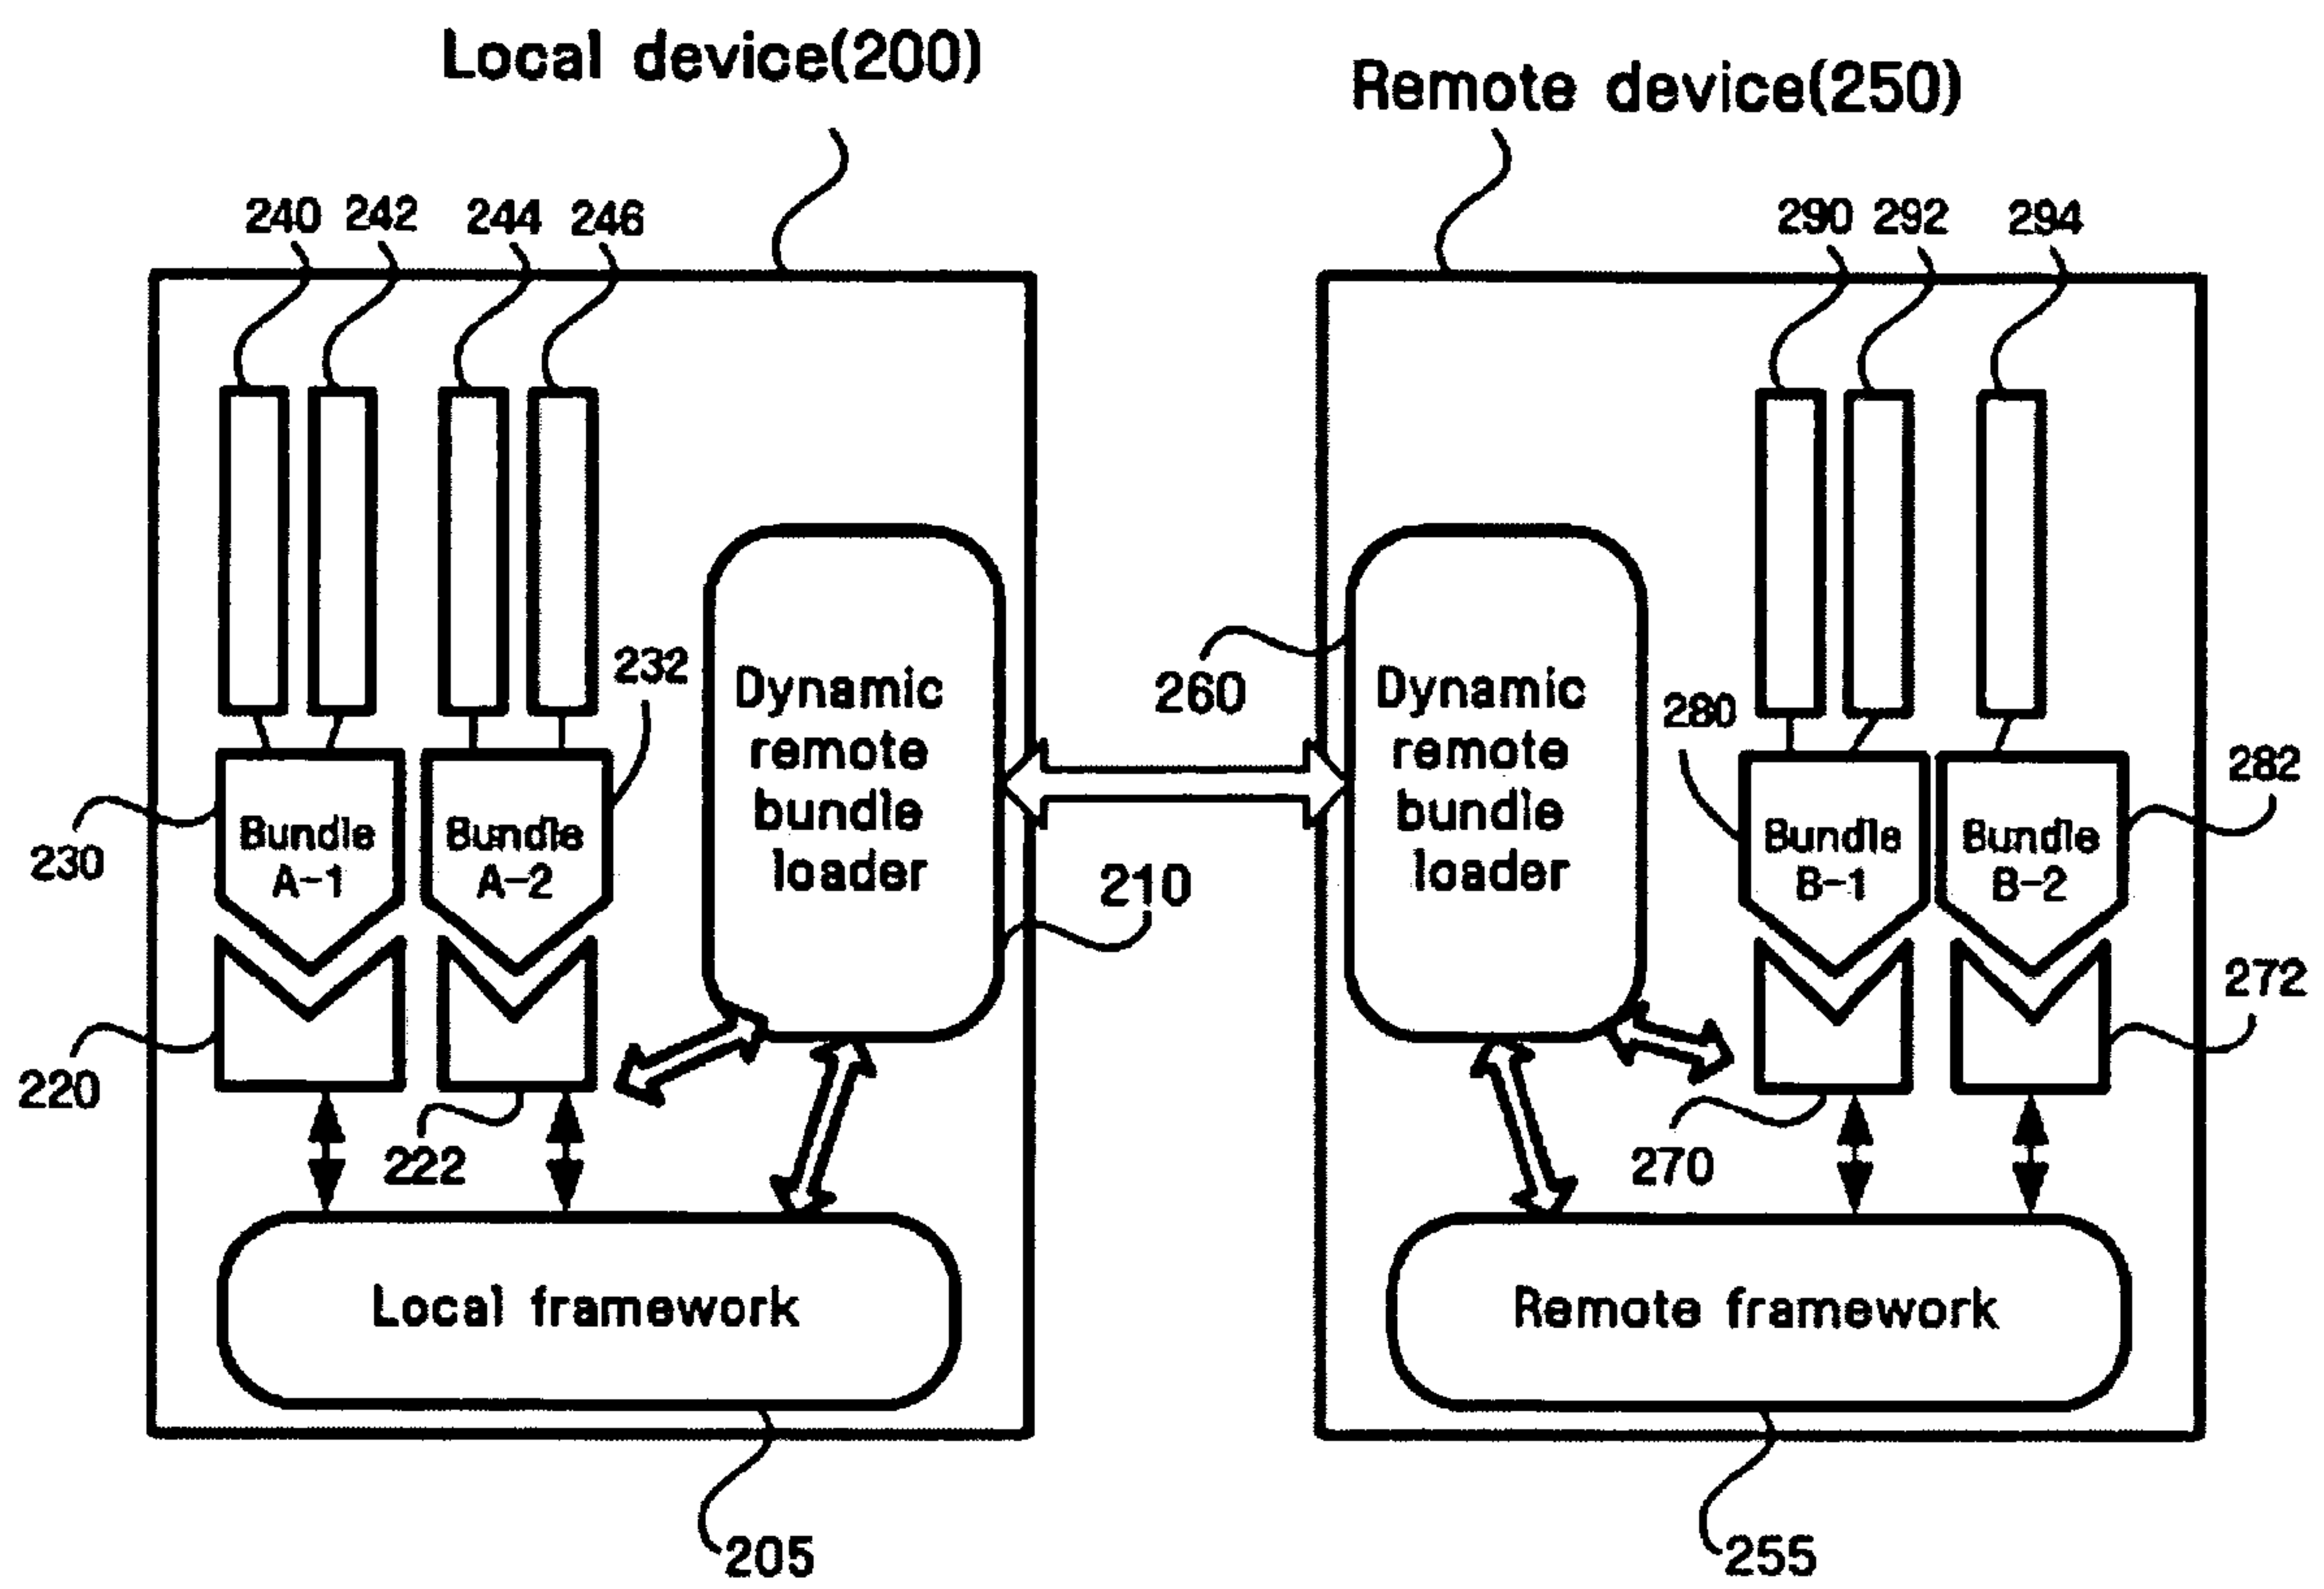 Local device(200)
Remote device(250)
240 242 244 246
290 292 294
232
Dynamic
remote
bundle
loader
260
Dynamic
remote
bundle
loader
280
282
230
Bundle
A-1
Bundle
A-2
210
Bundle
B-1
Bundle
B-2
272
220
222
270
Local framework
Remote framework
205
255